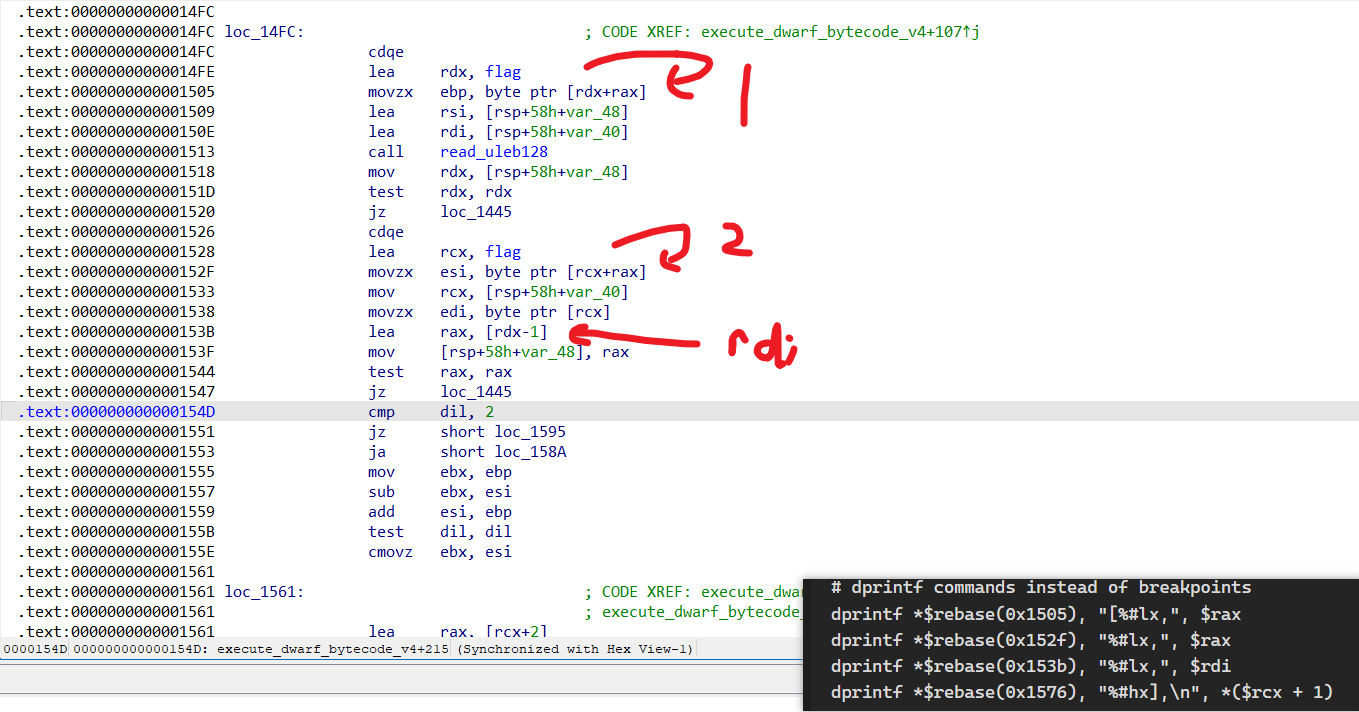 .text:00000000000014FC
.text:00000000000014FC loc_14FC: ; CODE XREF: execute_dwarf_bytecode_v4+107↑j
.text:00000000000014FC cdqe
.text:00000000000014FE lea rdx, flag
.text:0000000000001505 movzx ebp, byte ptr [rdx+rax]
1
.text:0000000000001509 lea rsi, [rsp+58h+var_48]
.text:000000000000150E lea rdi, [rsp+58h+var_40]
.text:0000000000001513 call read_uleb128
.text:0000000000001518 mov rdx, [rsp+58h+var_48]
.text:000000000000151D test rdx, rdx
.text:0000000000001520 jz loc_1445
.text:0000000000001526 cdqe
2
.text:0000000000001528 lea rcx, flag
.text:000000000000152F movzx esi, byte ptr [rcx+rax]
.text:0000000000001533 mov rcx, [rsp+58h+var_40]
.text:0000000000001538 movzx edi, byte ptr [rcx]
.text:000000000000153B lea rax, [rdx-1]
rdi
.text:000000000000153F mov [rsp+58h+var_48], rax
.text:0000000000001544 test rax, rax
.text:0000000000001547 jz loc_1445
.text:000000000000154D cmp dil, 2
.text:0000000000001551 jz short loc_1595
.text:0000000000001553 ja short loc_158A
.text:0000000000001555 mov ebx, ebp
.text:0000000000001557 sub ebx, esi
.text:0000000000001559 add esi, ebp
.text:000000000000155B test dil, dil
.text:000000000000155E cmovz ebx, esi
.text:0000000000001561
.text:0000000000001561 loc_1561: ; CODE XREF: execute_dwa
.text:0000000000001561 ; execute_dwarf_bytecode_
.text:0000000000001561 lea rax, [rcx+2]
0000154D 000000000000154D: execute_dwarf_bytecode_v4+215 (Synchronized with Hex View-1)
# dprintf commands instead of breakpoints
dprintf *$rebase(0x1505), "[%#lx,", $rax
dprintf *$rebase(0x152f), "%#lx,", $rax
dprintf *$rebase(0x153b), "%#lx,", $rdi
dprintf *$rebase(0x1576), "%#hx],\n", *($rcx + 1)